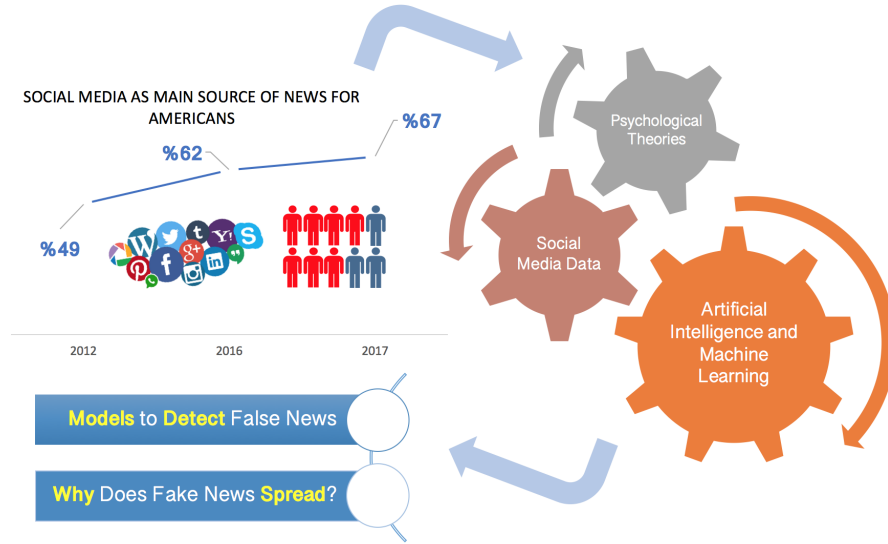 SOCIAL MEDIA AS MAIN SOURCE OF NEWS FOR
AMERICANS
%67
%62
%49
2012
2016
2017
Psychological
Theories
Social
Media Data
Artificial
Intelligence and
Machine
Learning
Models to Detect False News
Why Does Fake News Spread?